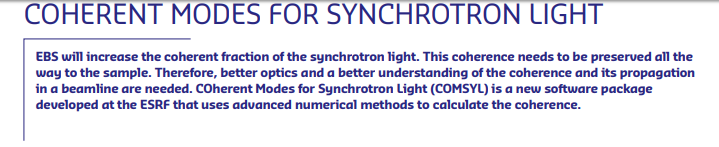 COHERENT MODES FOR SYNCHROTRON LIGHT
EBS will increase the coherent fraction of the synchrotron light. This coherence needs to be preserved all the
way to the sample. Therefore, better optics and a better understanding of the coherence and its propagation
in a beamline are needed. COherent Modes for Synchrotron Light (COMSYL) is a new software package
developed at the ESRF that uses advanced numerical methods to calculate the coherence.